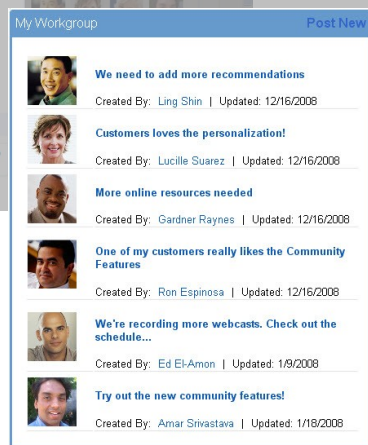 My Workgroup Post New
We need to add more recommendations
Created By: Ling Shin | Updated: 12/16/2008
Customers loves the personalization!
Created By: Lucille Suarez | Updated: 12/16/2008
More online resources needed
Created By: Gardner Raynes | Updated: 12/16/2008
One of my customers really likes the Community
Features
Created By: Ron Espinosa | Updated: 12/16/2008
We're recording more webcasts. Check out the
schedule...
Created By: Ed El-Amon | Updated: 1/9/2008
Try out the new community features!
Created By: Amar Srivastava | Updated: 1/18/2008